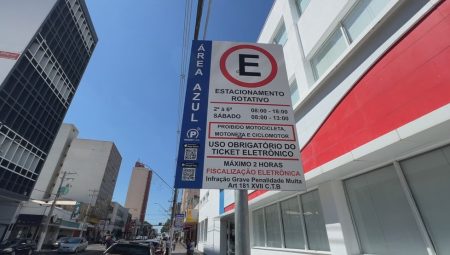 ÁREA AZUL
P
E
ESTACIONAMENTO
ROTATIVO
2ª à 6ª 08:00 - 18:00
SÁBADO 08:00 - 13:00
PROIBIDO MOTOCICLETA,
MOTONETA E CICLOMOTOR
USO OBRIGATÓRIO DO
TICKET ELETRÔNICO
MÁXIMO 2 HORAS
FISCALIZAÇÃO ELETRÔNICA
Infração Grave Penalidade Multa
Art 181 XVII C.T.B